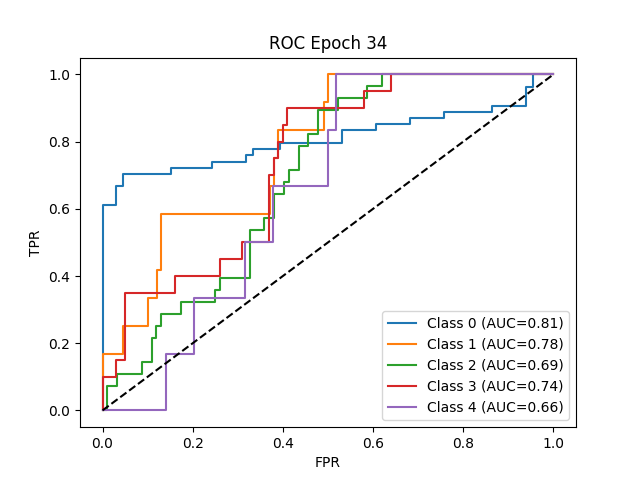 ROC Epoch 34
TPR
1.0
0.8
0.6
0.4
0.2
0.0
Class 0 (AUC=0.81)
Class 1 (AUC=0.78)
Class 2 (AUC=0.69)
Class 3 (AUC=0.74)
Class 4 (AUC=0.66)
0.0 0.2 0.4 0.6 0.8 1.0
FPR